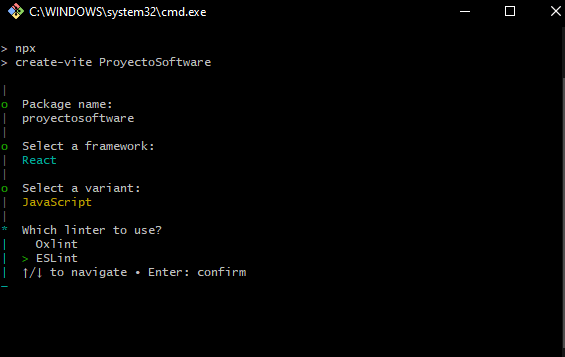 C:\WINDOWS\system32\cmd.exe
> npx
> create-vite ProyectoSoftware
|
o  Package name:
|  proyectosoftware
|
o  Select a framework:
|  React
|
o  Select a variant:
|  JavaScript
|
*  Which linter to use?
|    Oxlint
|  > ESLint
|  ↑/↓ to navigate • Enter: confirm
–